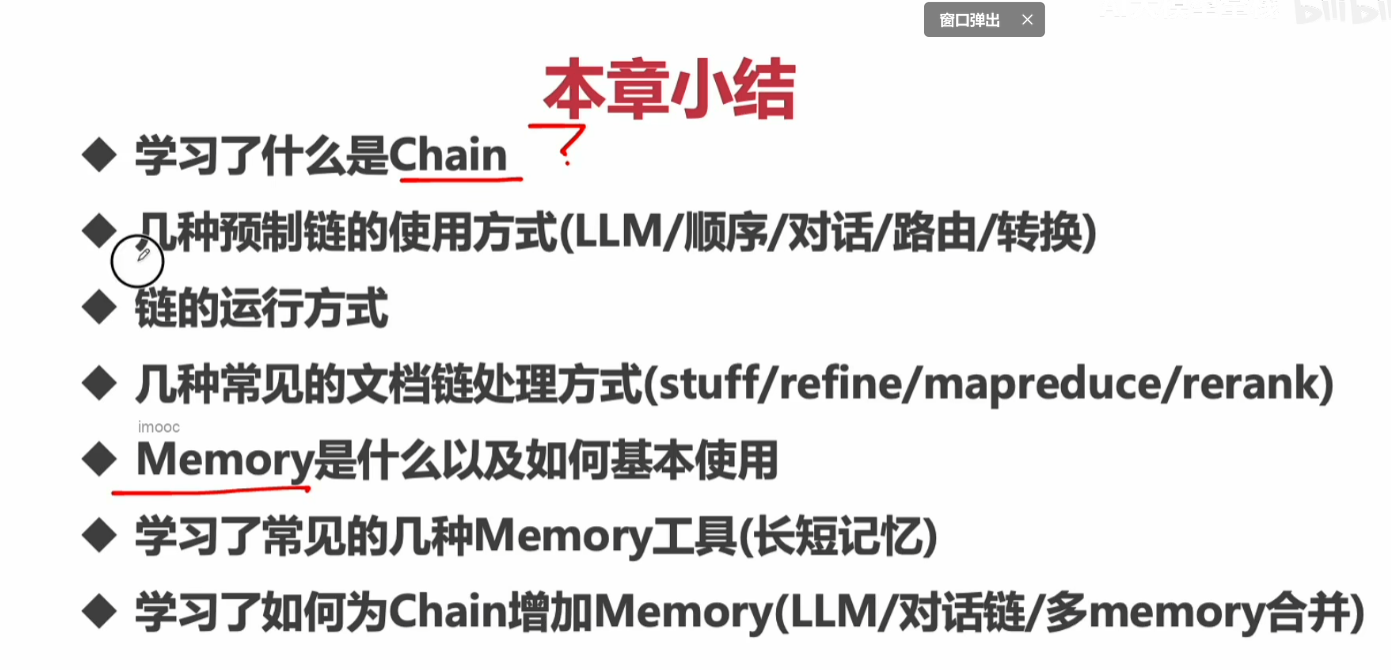 窗口弹出 ×
本章小结
◆ 学习了什么是Chain
?
◆ 几种预制链的使用方式(LLM/顺序/对话/路由/转换)
◆ 链的运行方式
◆ 几种常见的文档链处理方式(stuff/refine/mapreduce/rerank)
imooc
◆ Memory是什么以及如何基本使用
◆ 学习了常见的几种Memory工具(长短记忆)
◆ 学习了如何为Chain增加Memory(LLM/对话链/多memory合并)